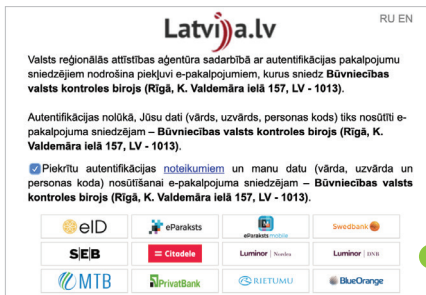 Latvija.lv
RU EN
Valsts reģionālās attīstības aģentūra sadarbībā ar autentifikācijas pakalpojumu
sniedzējiem nodrošina piekļuvi e-pakalpojumiem, kurus sniedz Būvniecības
valsts kontroles birojs (Rīgā, K. Valdemāra ielā 157, LV - 1013).
Autentifikācijas nolūkā, Jūsu dati (vārds, uzvārds, personas kods) tiks nosūtīti e-
pakalpojuma sniedzējam – Būvniecības valsts kontroles birojs (Rīgā, K.
Valdemāra ielā 157, LV - 1013).
Piekrītu autentifikācijas noteikumiem un manu datu (vārda, uzvārda un
personas koda) nosūtīšanai e-pakalpojuma sniedzējam – Būvniecības valsts
kontroles birojs (Rīgā, K. Valdemāra ielā 157, LV - 1013).
eID eParaksts eParaksts mobile Swedbank
SEB Citadele Luminor | Nordea Luminor | DNB
MTB PrivatBank RIETUMU BlueOrange